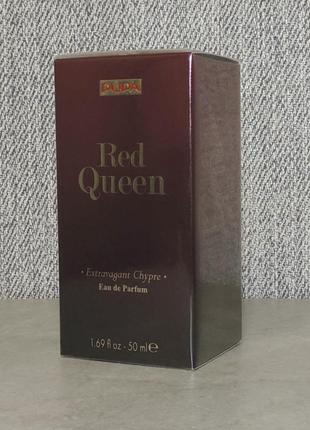 PUPA
Red
Queen
• Extravagant Chypre •
Eau de Parfum
1.69 fl oz - 50 ml ℮